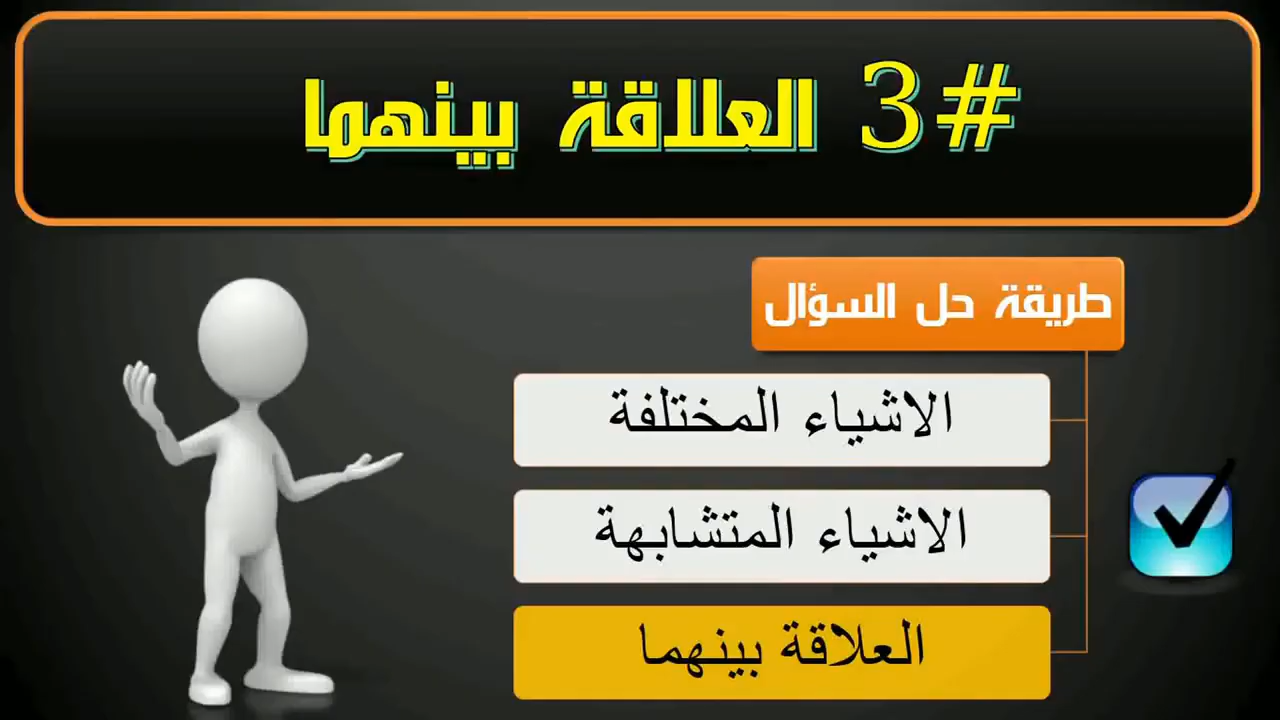 #3 العلاقة بينهما
طريقة حل السؤال
الاشياء المختلفة
الاشياء المتشابهة
العلاقة بينهما